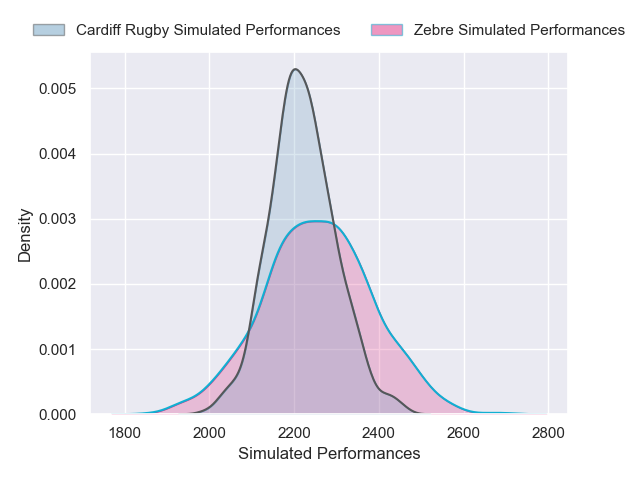 Cardiff Rugby Simulated Performances
Zebre Simulated Performances
0.005
0.004
0.003
0.002
0.001
0.000
Density
1800 2000 2200 2400 2600 2800
Simulated Performances